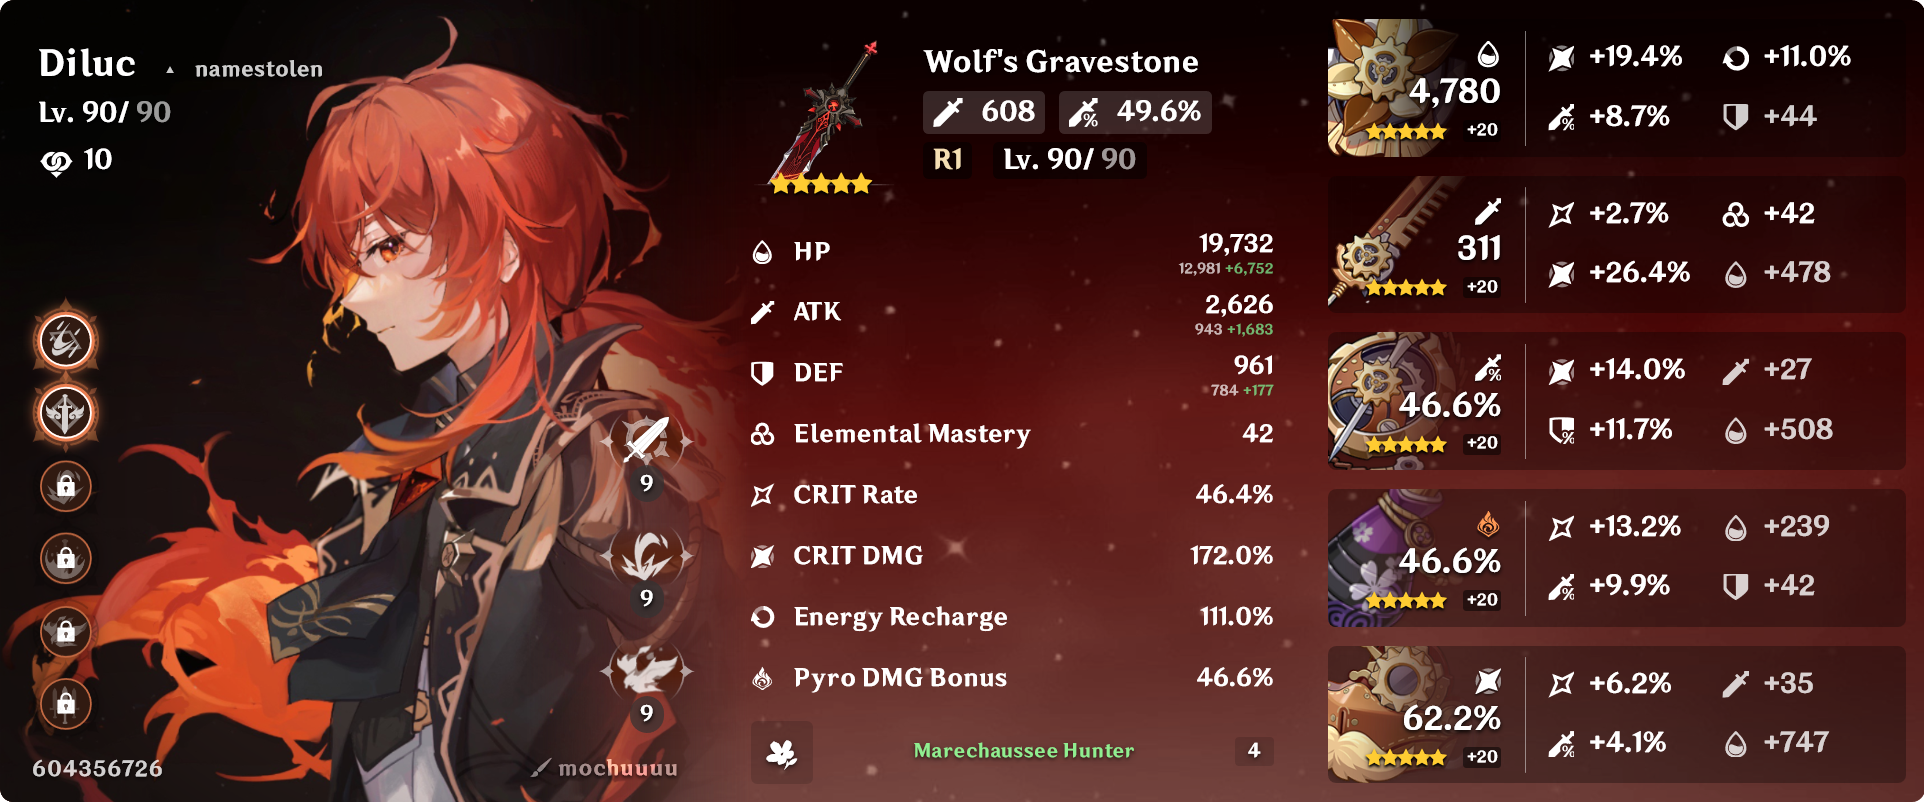 Diluc
namestolen
Lv. 90/ 90
10
9
9
9
604356726
mochuuuu
Wolf's Gravestone
608 49.6%
R1 Lv. 90/ 90
HP 19,732
12,981 +6,752
ATK 2,626
943 +1,683
DEF 961
784 +177
Elemental Mastery 42
CRIT Rate 46.4%
CRIT DMG 172.0%
Energy Recharge 111.0%
Pyro DMG Bonus 46.6%
Marechaussee Hunter 4
4,780
+20
+19.4% +11.0%
+8.7% +44
311
+20
+2.7% +42
+26.4% +478
46.6%
+20
+14.0% +27
+11.7% +508
46.6%
+20
+13.2% +239
+9.9% +42
62.2%
+20
+6.2% +35
+4.1% +747